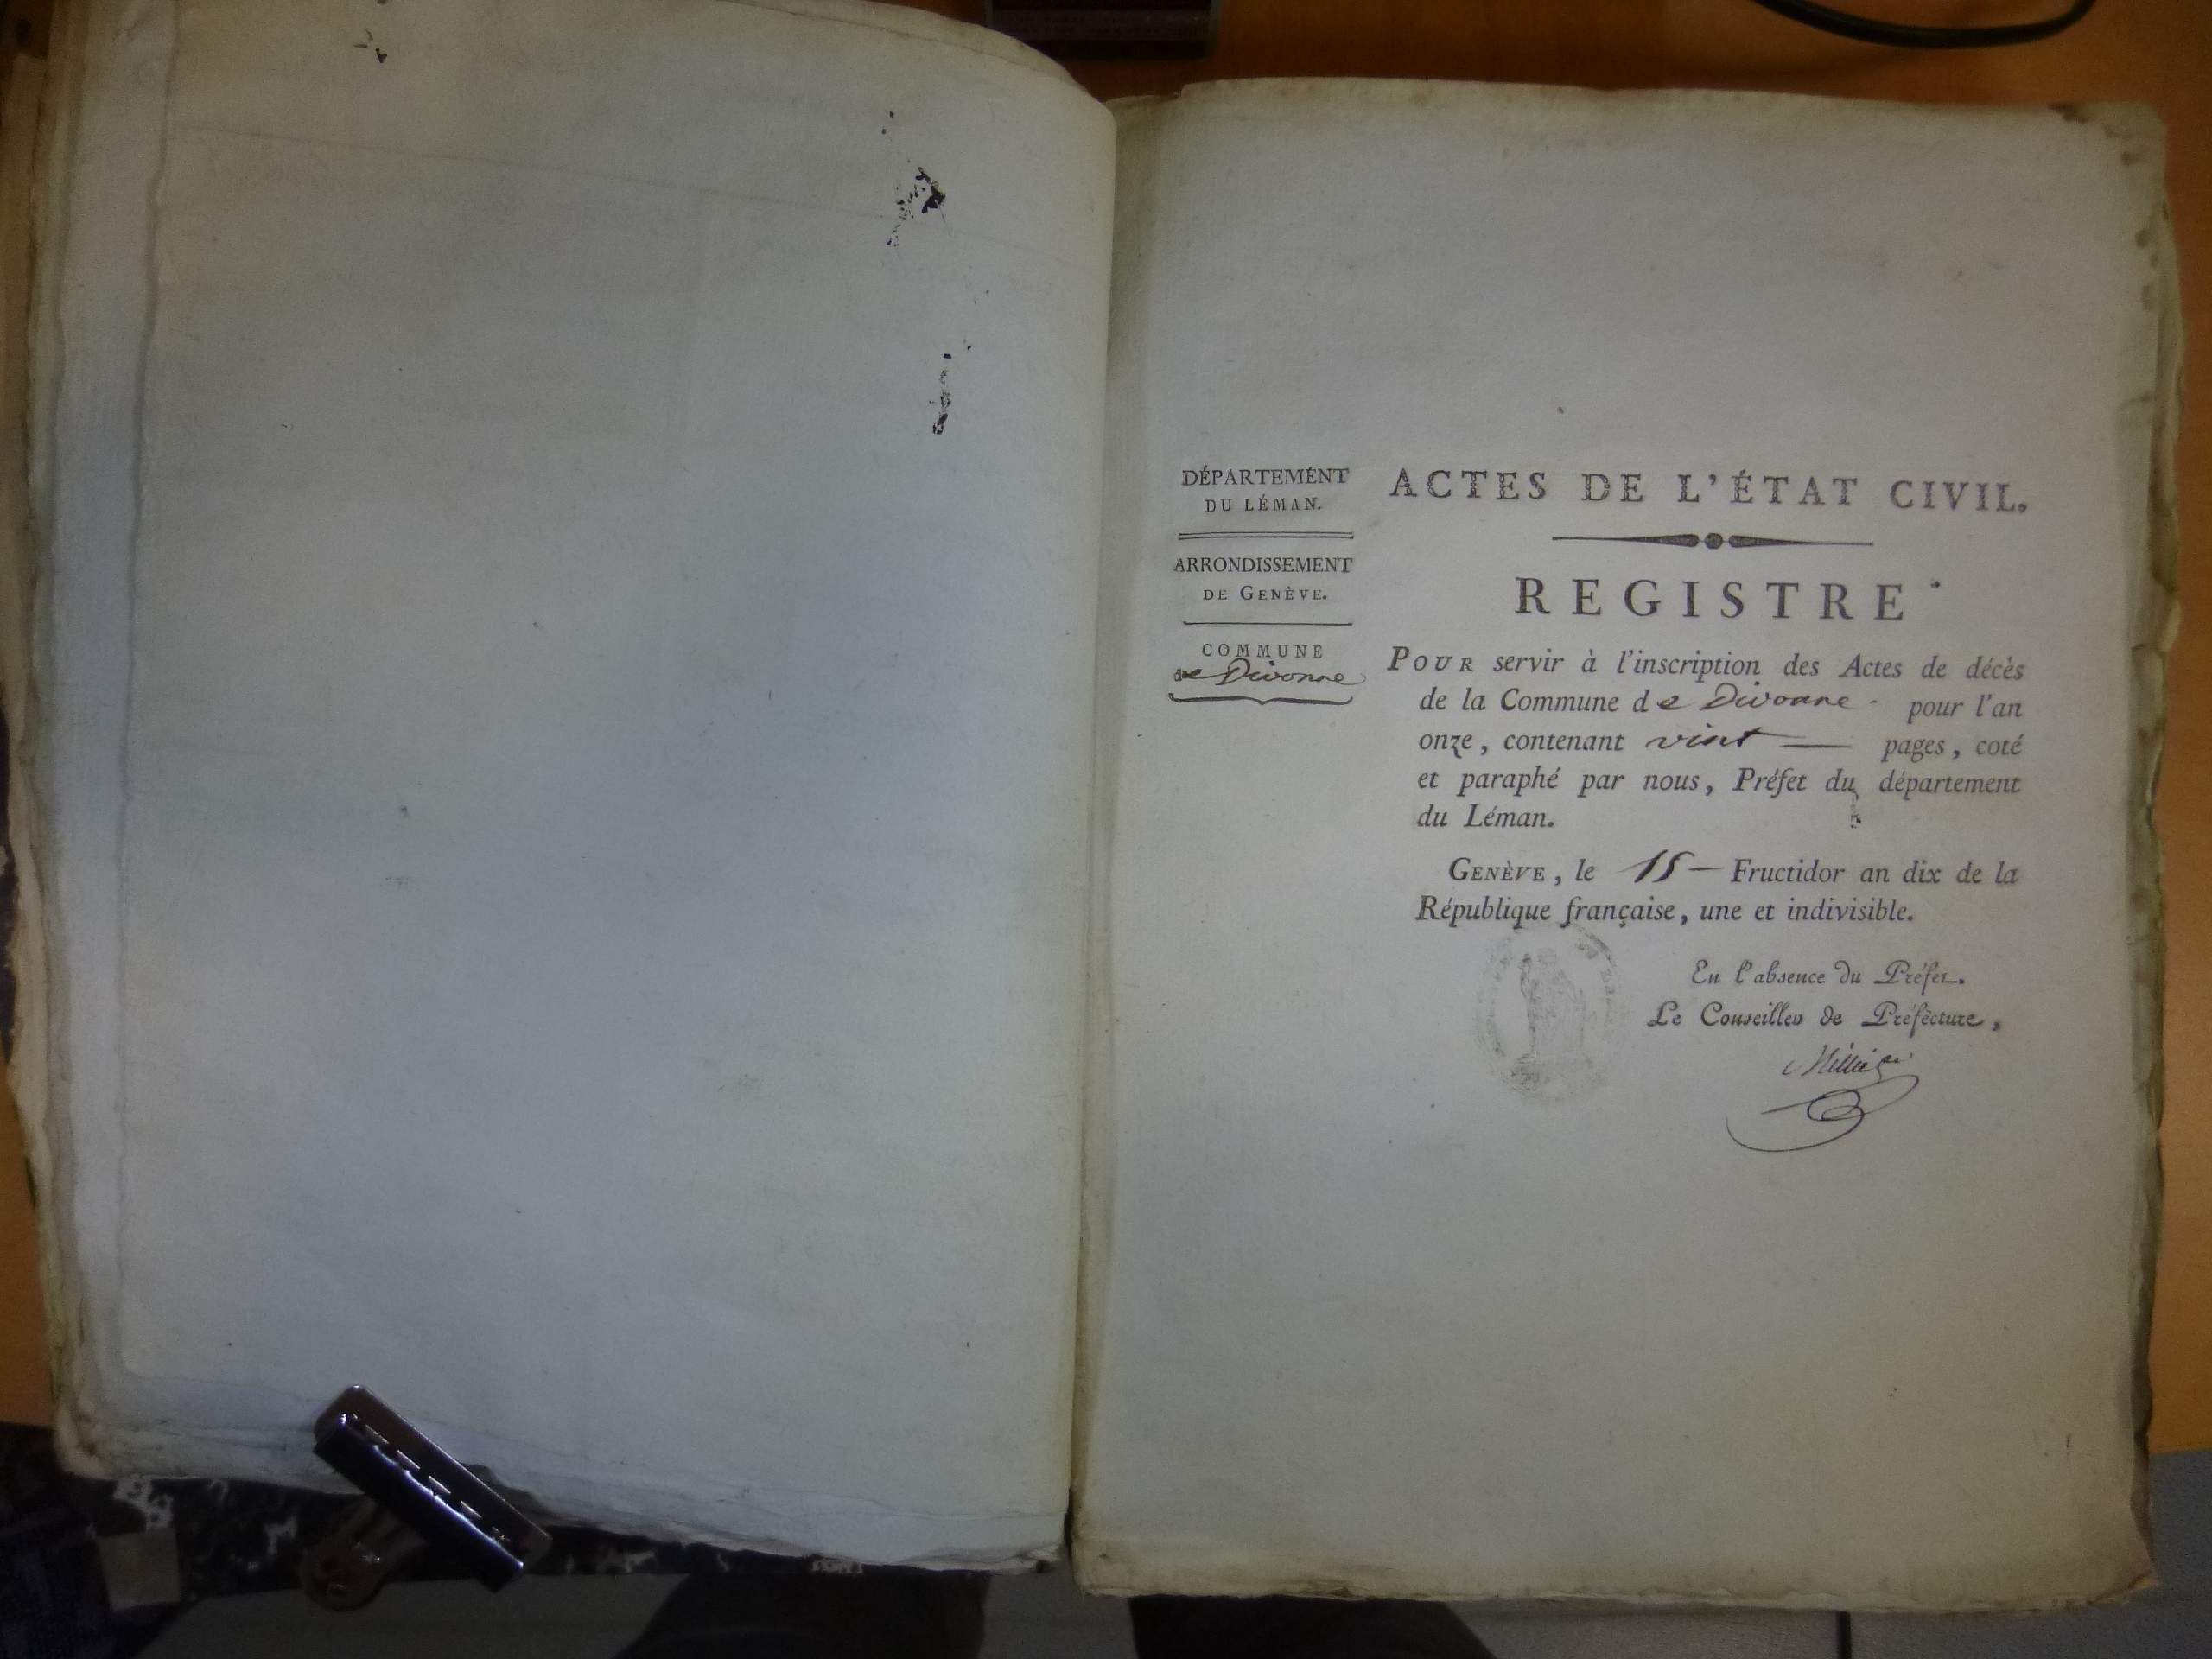 DÉPARTEMENT
DU LÉMAN.
ARRONDISSEMENT
DE GENÈVE.
COMMUNE
de Divonne
ACTES DE L'ÉTAT CIVIL.
REGISTRE
POUR servir à l'inscription des Actes de décès
de la Commune de Divonne pour l'an
onze, contenant vint — pages, coté
et paraphé par nous, Préfet du département
du Léman.
GENÈVE, le 15 — Fructidor an dix de la
République française, une et indivisible.
En l'absence du Préfet.
Le Conseiller de Préfecture,